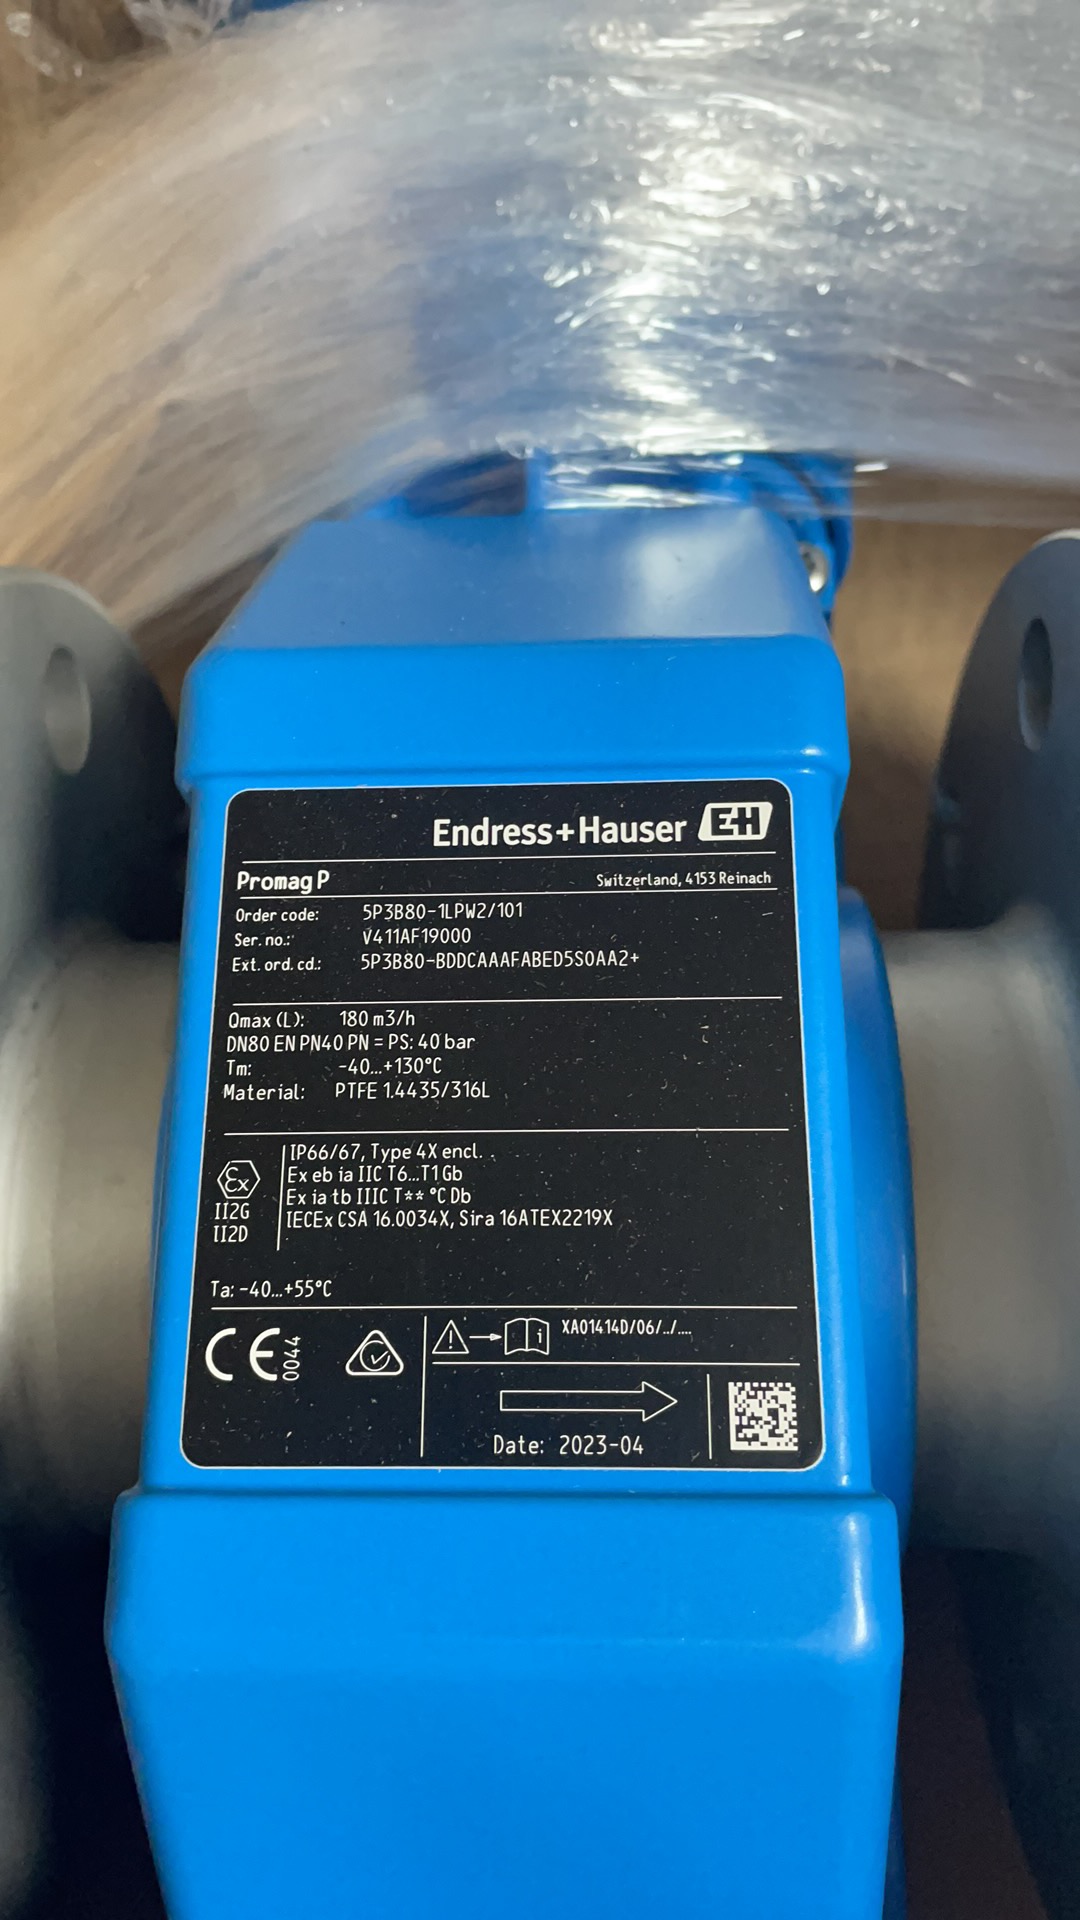 Endress+Hauser EH
Promag P
Switzerland, 4153 Reinach
Order code: 5P3B80-1LPW2/101
Ser. no.: V411AF19000
Ext. ord. cd.: 5P3B80-BDDCAAAFABED5S0AA2+
Qmax (L): 180 m3/h
DN80 EN PN40 PN = PS: 40 bar
Tm: -40...+130°C
Material: PTFE 1.4435/316L
IP66/67, Type 4X encl.
Ex eb ia IIC T6...T1 Gb
Ex ia tb IIIC T** °C Db
IECEx CSA 16.0034X, Sira 16ATEX2219X
Ex
II2G
II2D
Ta: -40...+55°C
CE 0044
i XA01414D/06/../....
Date: 2023-04